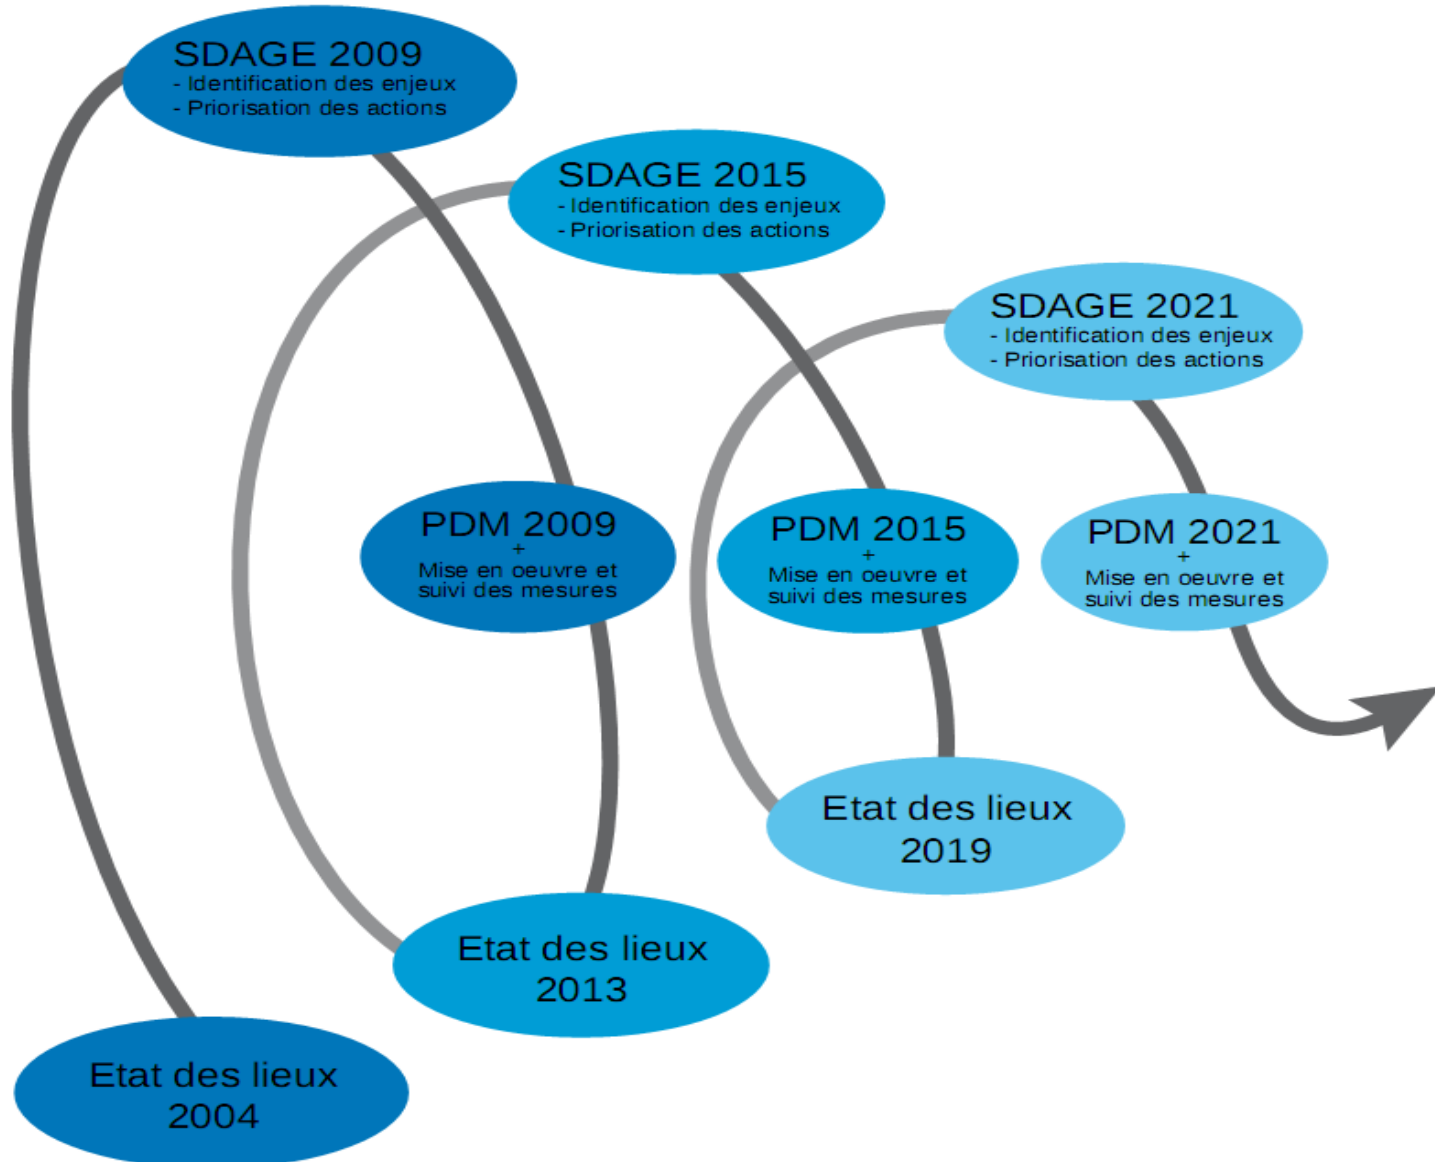 SDAGE 2009
- Identification des enjeux
- Priorisation des actions
SDAGE 2015
- Identification des enjeux
- Priorisation des actions
SDAGE 2021
- Identification des enjeux
- Priorisation des actions
PDM 2009
+
Mise en oeuvre et
suivi des mesures
PDM 2015
+
Mise en oeuvre et
suivi des mesures
PDM 2021
+
Mise en oeuvre et
suivi des mesures
Etat des lieux
2019
Etat des lieux
2013
Etat des lieux
2004